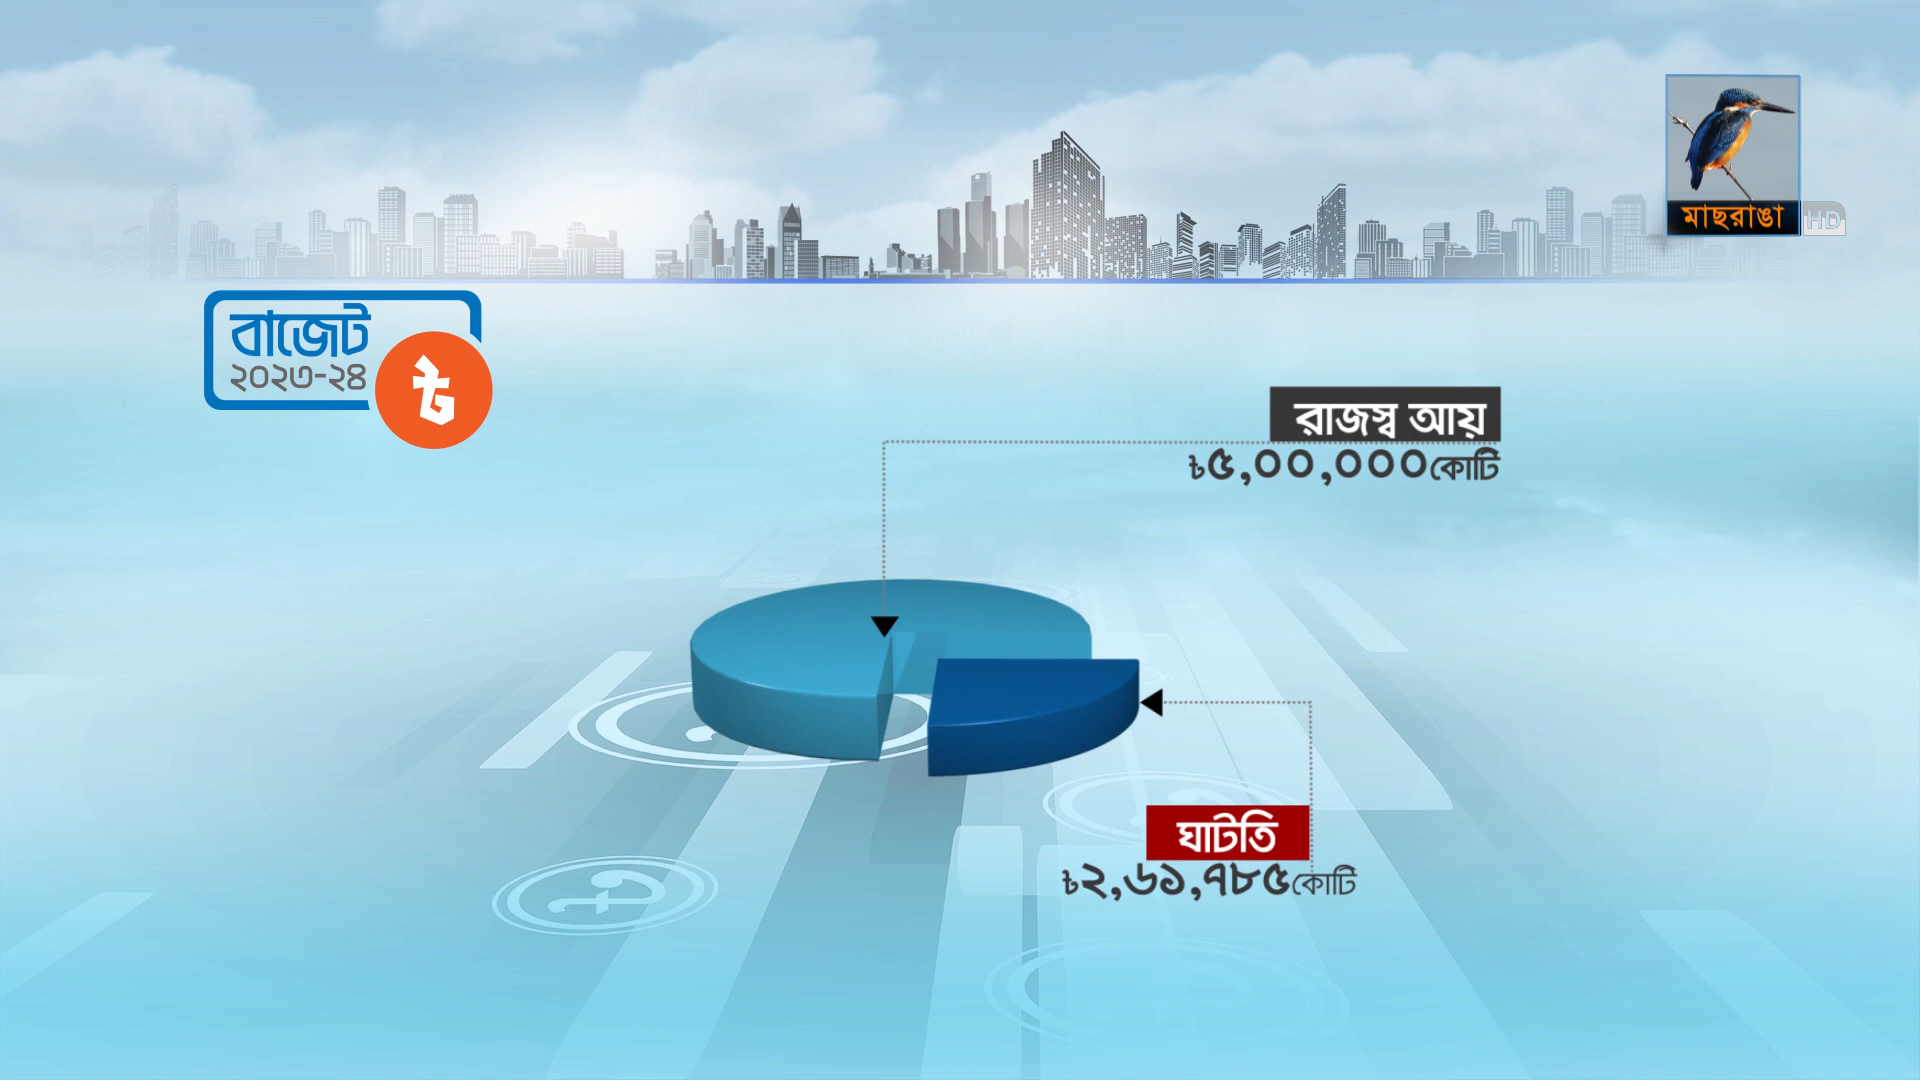 মাছরাঙা
HD
বাজেট
২০২৩-২৪
৳
রাজস্ব আয়
৳৫,০০,০০০কোটি
ঘাটতি
৳২,৬১,৭৮৫কোটি